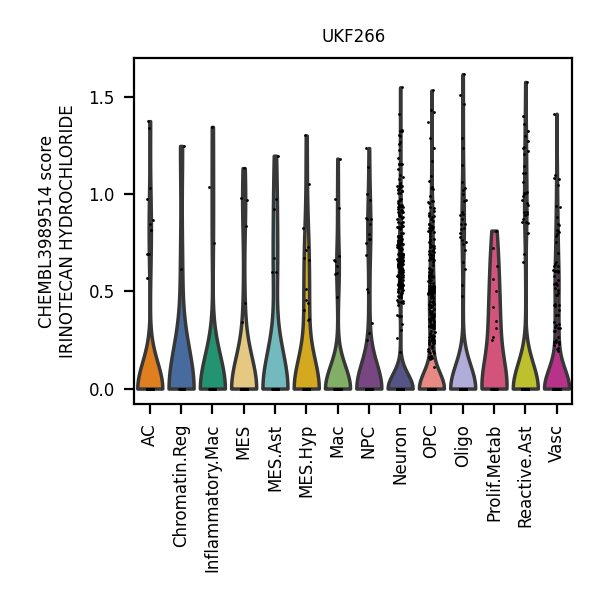 UKF266
CHEMBL3989514 score
IRINOTECAN HYDROCHLORIDE
1.5
1.0
0.5
0.0
AC
Chromatin.Reg
Inflammatory.Mac
MES
MES.Ast
MES.Hyp
Mac
NPC
Neuron
OPC
Oligo
Prolif.Metab
Reactive.Ast
Vasc